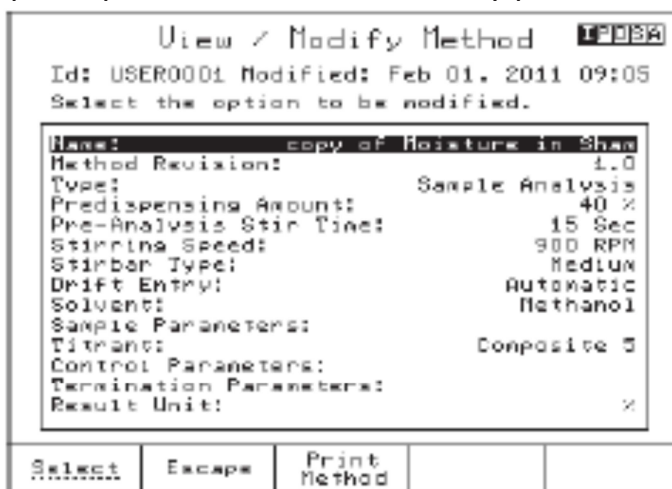 View / Modify Method
Id: USER0001 Modified: Feb 01, 2011 09:05
Select the option to be modified.
Name: copy of Moisture in Sham
Method Revision: 1.0
Type: Sample Analysis
Predispensing Amount: 40 %
Pre-Analysis Stir Time: 15 Sec
Stirring Speed: 900 RPM
Stirbar Type: Medium
Drift Entry: Automatic
Solvent: Methanol
Sample Parameters:
Titrant: Composite 5
Control Parameters:
Termination Parameters:
Result Unit: %
Select Escape Print Method